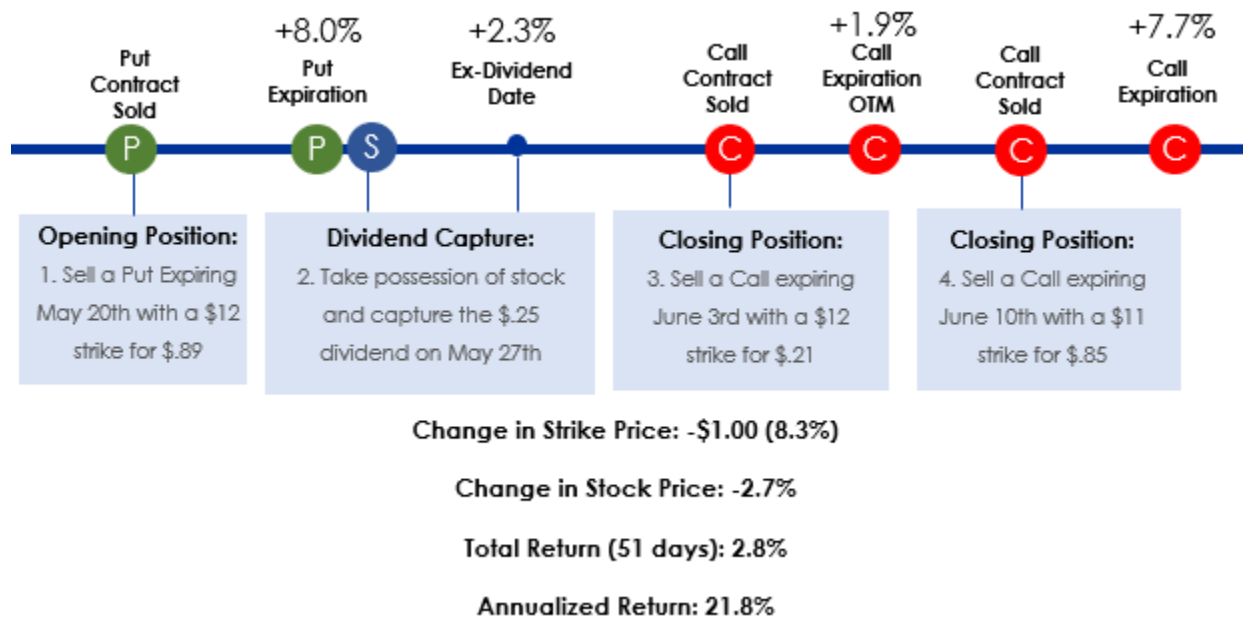 Put
Contract
Sold
P
+8.0%
Put
Expiration
P
S
+2.3%
Ex-Dividend
Date
Call
Contract
Sold
C
+1.9%
Call
Expiration
OTM
C
Call
Contract
Sold
C
+7.7%
Call
Expiration
C
Opening Position:
1. Sell a Put Expiring
May 20th with a $12
strike for $.89
Dividend Capture:
2. Take possession of stock
and capture the $.25
dividend on May 27th
Closing Position:
3. Sell a Call expiring
June 3rd with a $12
strike for $.21
Closing Position:
4. Sell a Call expiring
June 10th with a $11
strike for $.85
Change in Strike Price: -$1.00 (8.3%)
Change in Stock Price: -2.7%
Total Return (51 days): 2.8%
Annualized Return: 21.8%